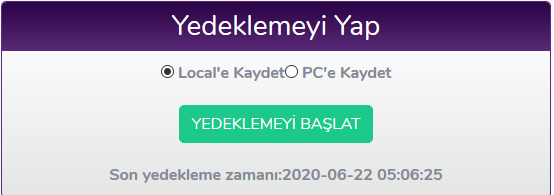 Yedeklemeyi Yap
Local'e Kaydet PC'e Kaydet
YEDEKLEMEYİ BAŞLAT
Son yedekleme zamanı:2020-06-22 05:06:25